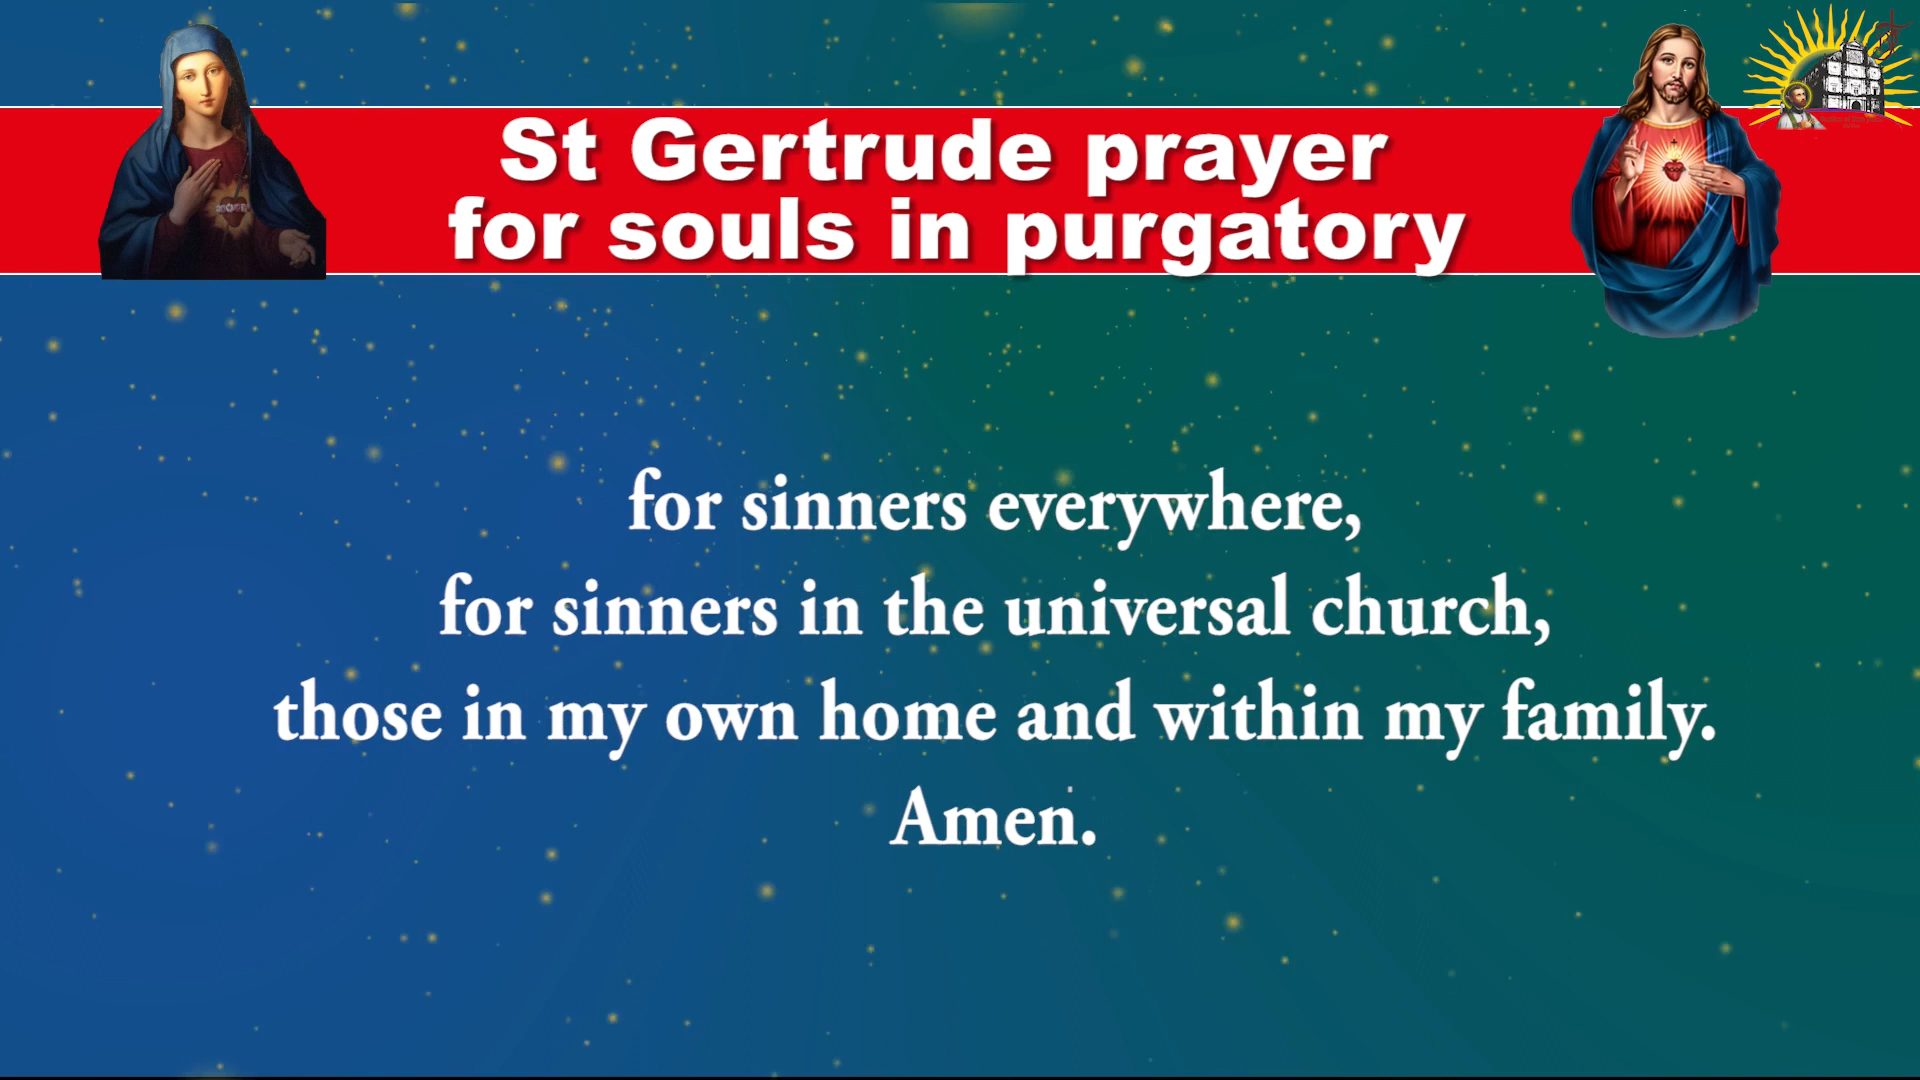 St Gertrude prayer
for souls in purgatory
for sinners everywhere,
for sinners in the universal church,
those in my own home and within my family.
Amen.